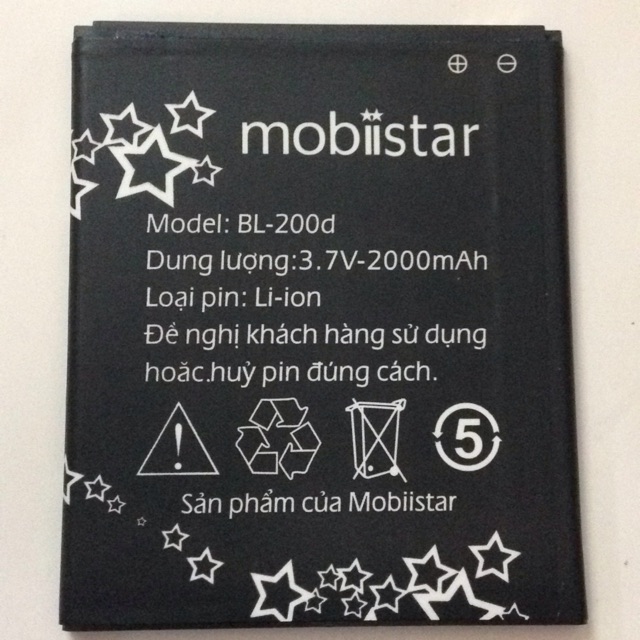 mobiistar
Model: BL-200d
Dung lượng:3.7V-2000mAh
Loại pin: Li-ion
Đề nghị khách hàng sử dụng
hoăc.huỷ pin đúng cách.
5
Sản phẩm của Mobiistar